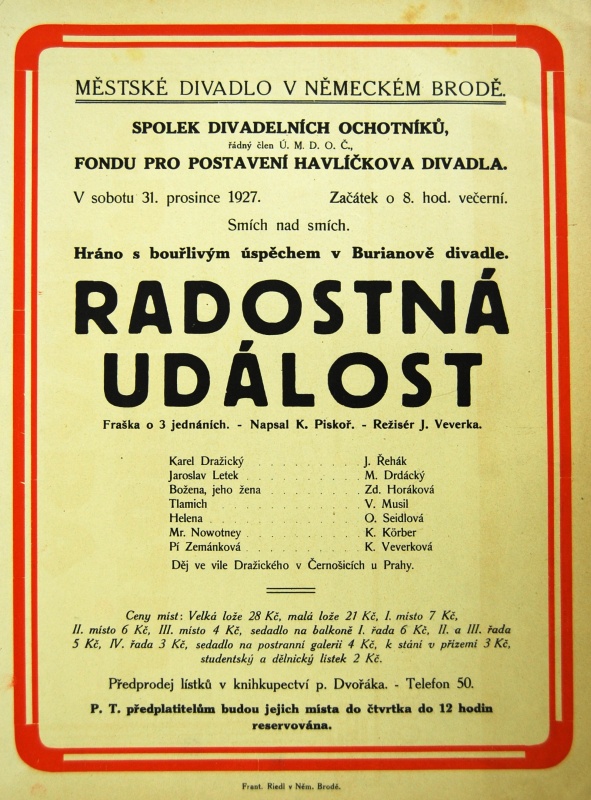 MĚSTSKÉ DIVADLO V NĚMECKÉM BRODĚ.
SPOLEK DIVADELNÍCH OCHOTNÍKŮ,
řádný člen Ú. M. D. O. Č.,
FONDU PRO POSTAVENÍ HAVLÍČKOVA DIVADLA.
V sobotu 31. prosince 1927. Začátek o 8. hod. večerní.
Smích nad smích.
Hráno s bouřlivým úspěchem v Burianově divadle.
RADOSTNÁ
UDÁLOST
Fraška o 3 jednáních. - Napsal K. Piskoř. - Režisér J. Veverka.
Karel Dražický . . . . . . . . . . J. Řehák
Jaroslav Letek . . . . . . . . . . M. Drdácký
Božena, jeho žena . . . . . . . . Zd. Horáková
Tlamich . . . . . . . . . . . . . V. Musil
Helena . . . . . . . . . . . . . O. Seidlová
Mr. Nowotney . . . . . . . . . . K. Körber
Pí Zemánková . . . . . . . . . . K. Veverková
Děj ve vile Dražického v Černošicích u Prahy.
Ceny míst: Velká lože 28 Kč, malá lože 21 Kč, I. místo 7 Kč,
II. místo 6 Kč, III. místo 4 Kč, sedadlo na balkoně I. řada 6 Kč, II. a III. řada
5 Kč, IV. řada 3 Kč, sedadlo na postranní galerii 4 Kč, k stání v přízemí 3 Kč,
studentský a dělnický lístek 2 Kč.
Předprodej lístků v knihkupectví p. Dvořáka. - Telefon 50.
P. T. předplatitelům budou jejich místa do čtvrtka do 12 hodin
reservována.
Frant. Riedl v Něm. Brodě.